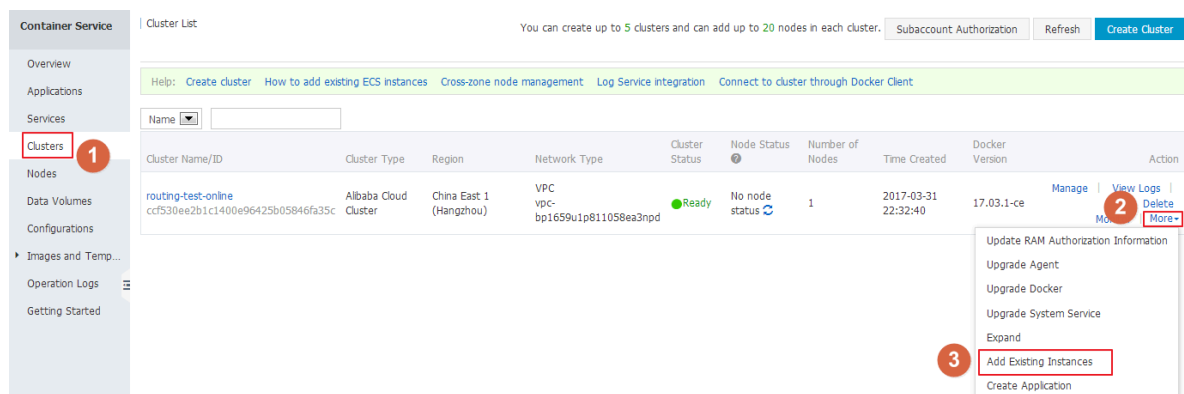 Container Service
Overview
Applications
Services
Clusters
1
Nodes
Data Volumes
Configurations
Images and Temp...
Operation Logs
Getting Started
Cluster List
You can create up to 5 clusters and can add up to 20 nodes in each cluster.
Subaccount Authorization
Refresh
Create Cluster
Help: Create cluster How to add existing ECS instances Cross-zone node management Log Service integration Connect to cluster through Docker Client
Name
Cluster Name/ID
Cluster Type
Region
Network Type
Cluster
Status
Node Status
Number of
Nodes
Time Created
Docker
Version
Action
routing-test-online
ccf530ee2b1c1400e96425b05846fa35c
Alibaba Cloud
Cluster
China East 1
(Hangzhou)
VPC
vpc-
bp1659u1p811058ea3npd
Ready
No node
status
1
2017-03-31
22:32:40
17.03.1-ce
Manage | View Logs |
2
Delete
More
Update RAM Authorization Information
Upgrade Agent
Upgrade Docker
Upgrade System Service
Expand
3
Add Existing Instances
Create Application